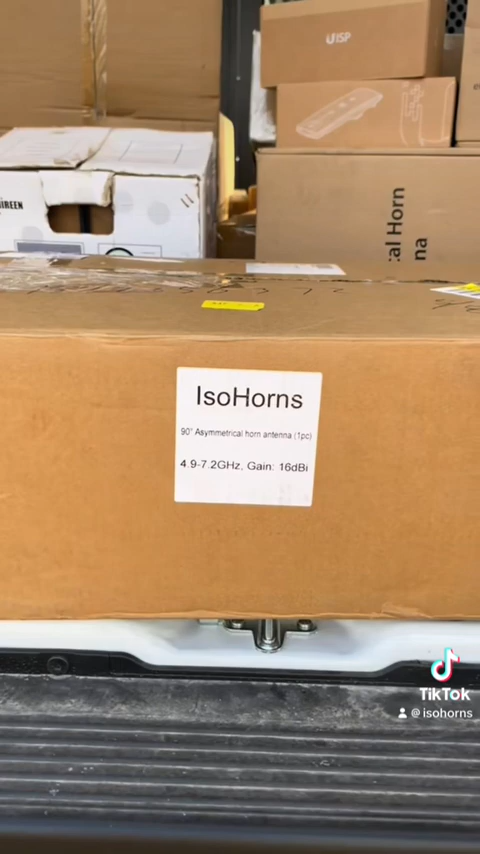 UISP
al Horn
na
IsoHorns
90° Asymmetrical horn antenna (1pc)
4.9-7.2GHz, Gain: 16dBi
TikTok
@isohorns